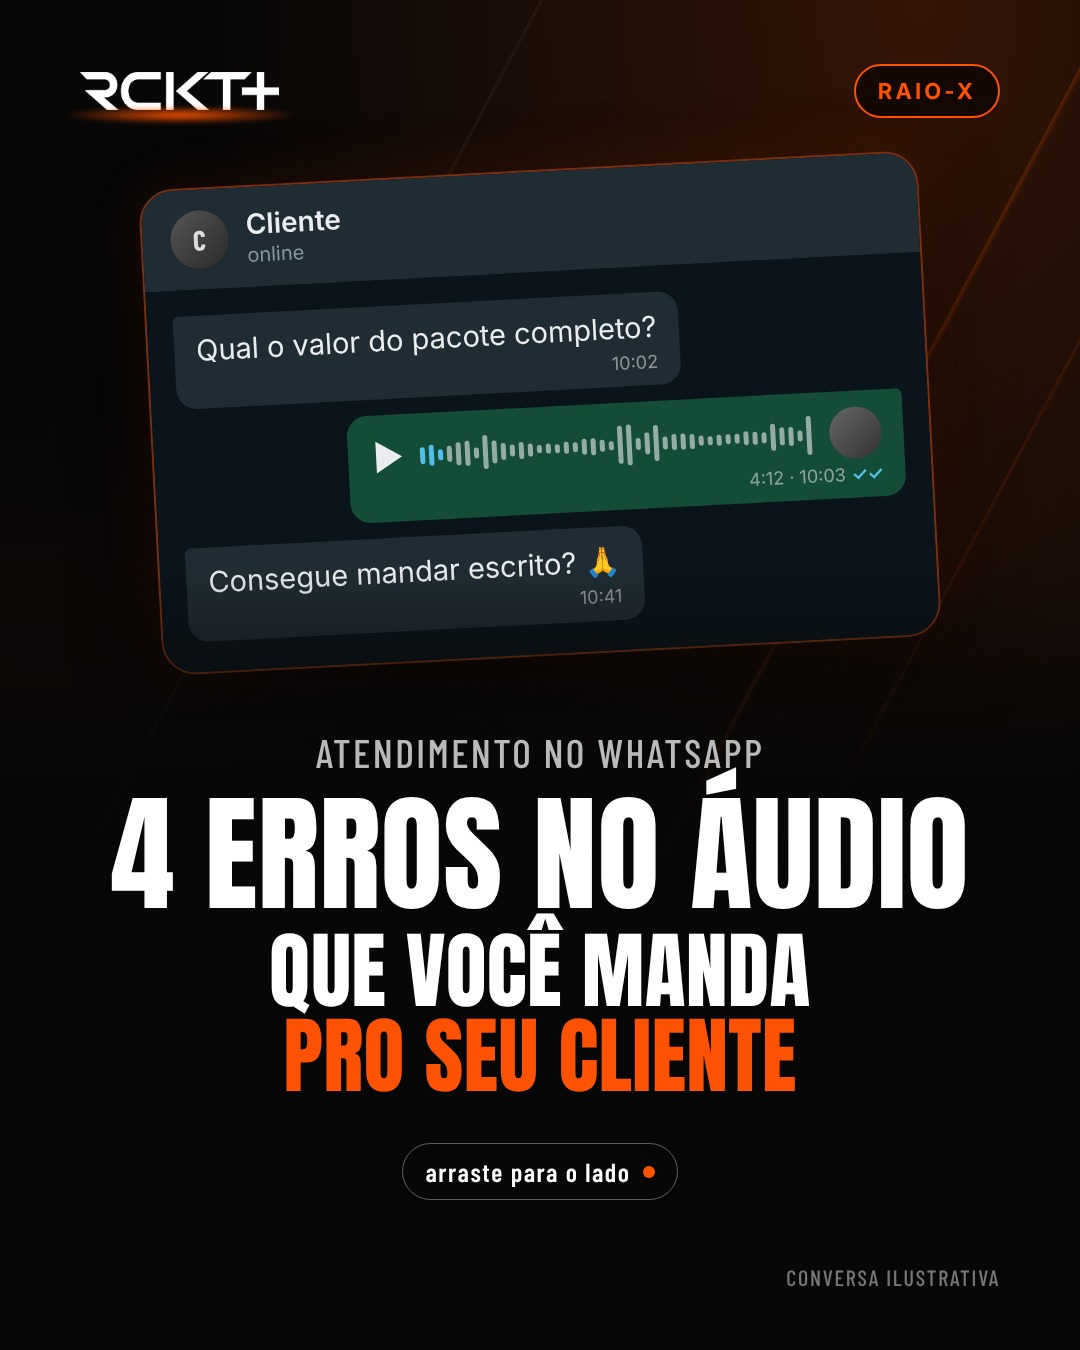 RCKT+
RAIO-X
C
Cliente
online
Qual o valor do pacote completo?
10:02
4:12 · 10:03
Consegue mandar escrito? 🙏
10:41
ATENDIMENTO NO WHATSAPP
4 ERROS NO ÁUDIO
QUE VOCÊ MANDA
PRO SEU CLIENTE
arraste para o lado
CONVERSA ILUSTRATIVA